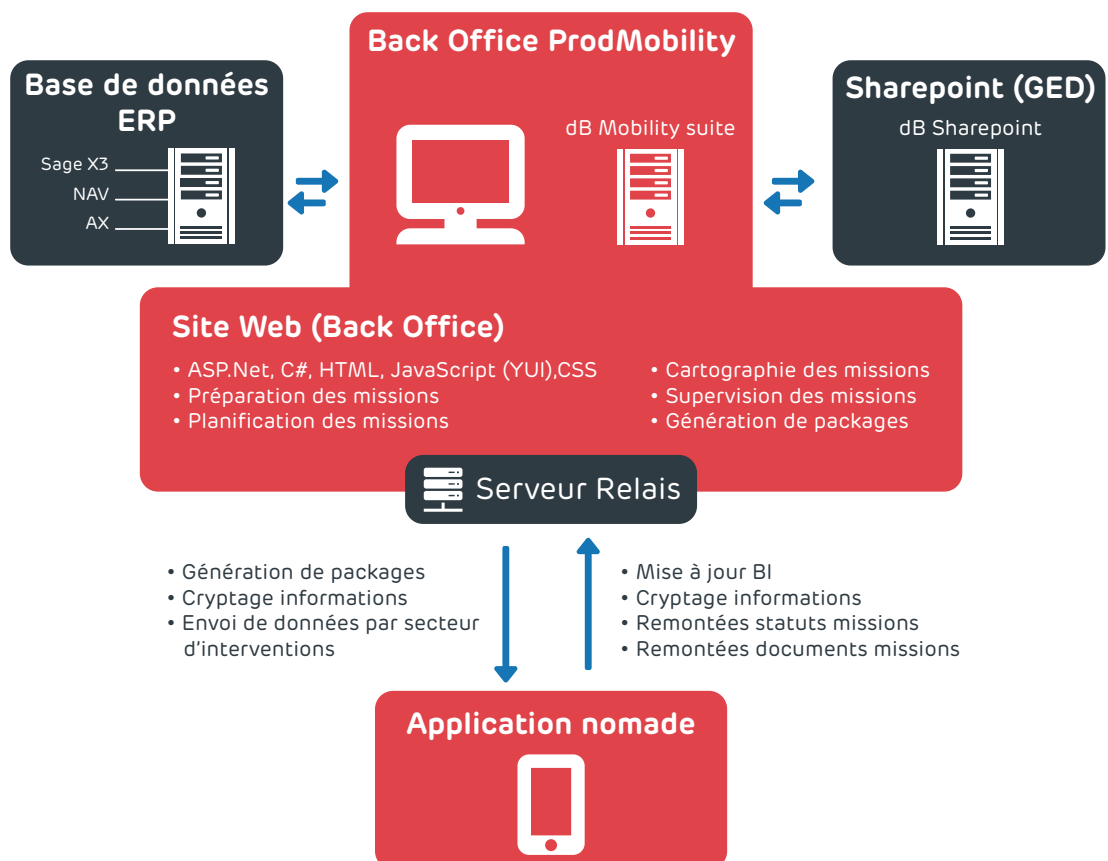 Back Office ProdMobility
Base de données
ERP
Sage X3
NAV
AX
dB Mobility suite
Sharepoint (GED)
dB Sharepoint
Site Web (Back Office)
• ASP.Net, C#, HTML, JavaScript (YUI),CSS
• Préparation des missions
• Planification des missions
• Cartographie des missions
• Supervision des missions
• Génération de packages
Serveur Relais
• Génération de packages
• Cryptage informations
• Envoi de données par secteur
d'interventions
• Mise à jour BI
• Cryptage informations
• Remontées statuts missions
• Remontées documents missions
Application nomade